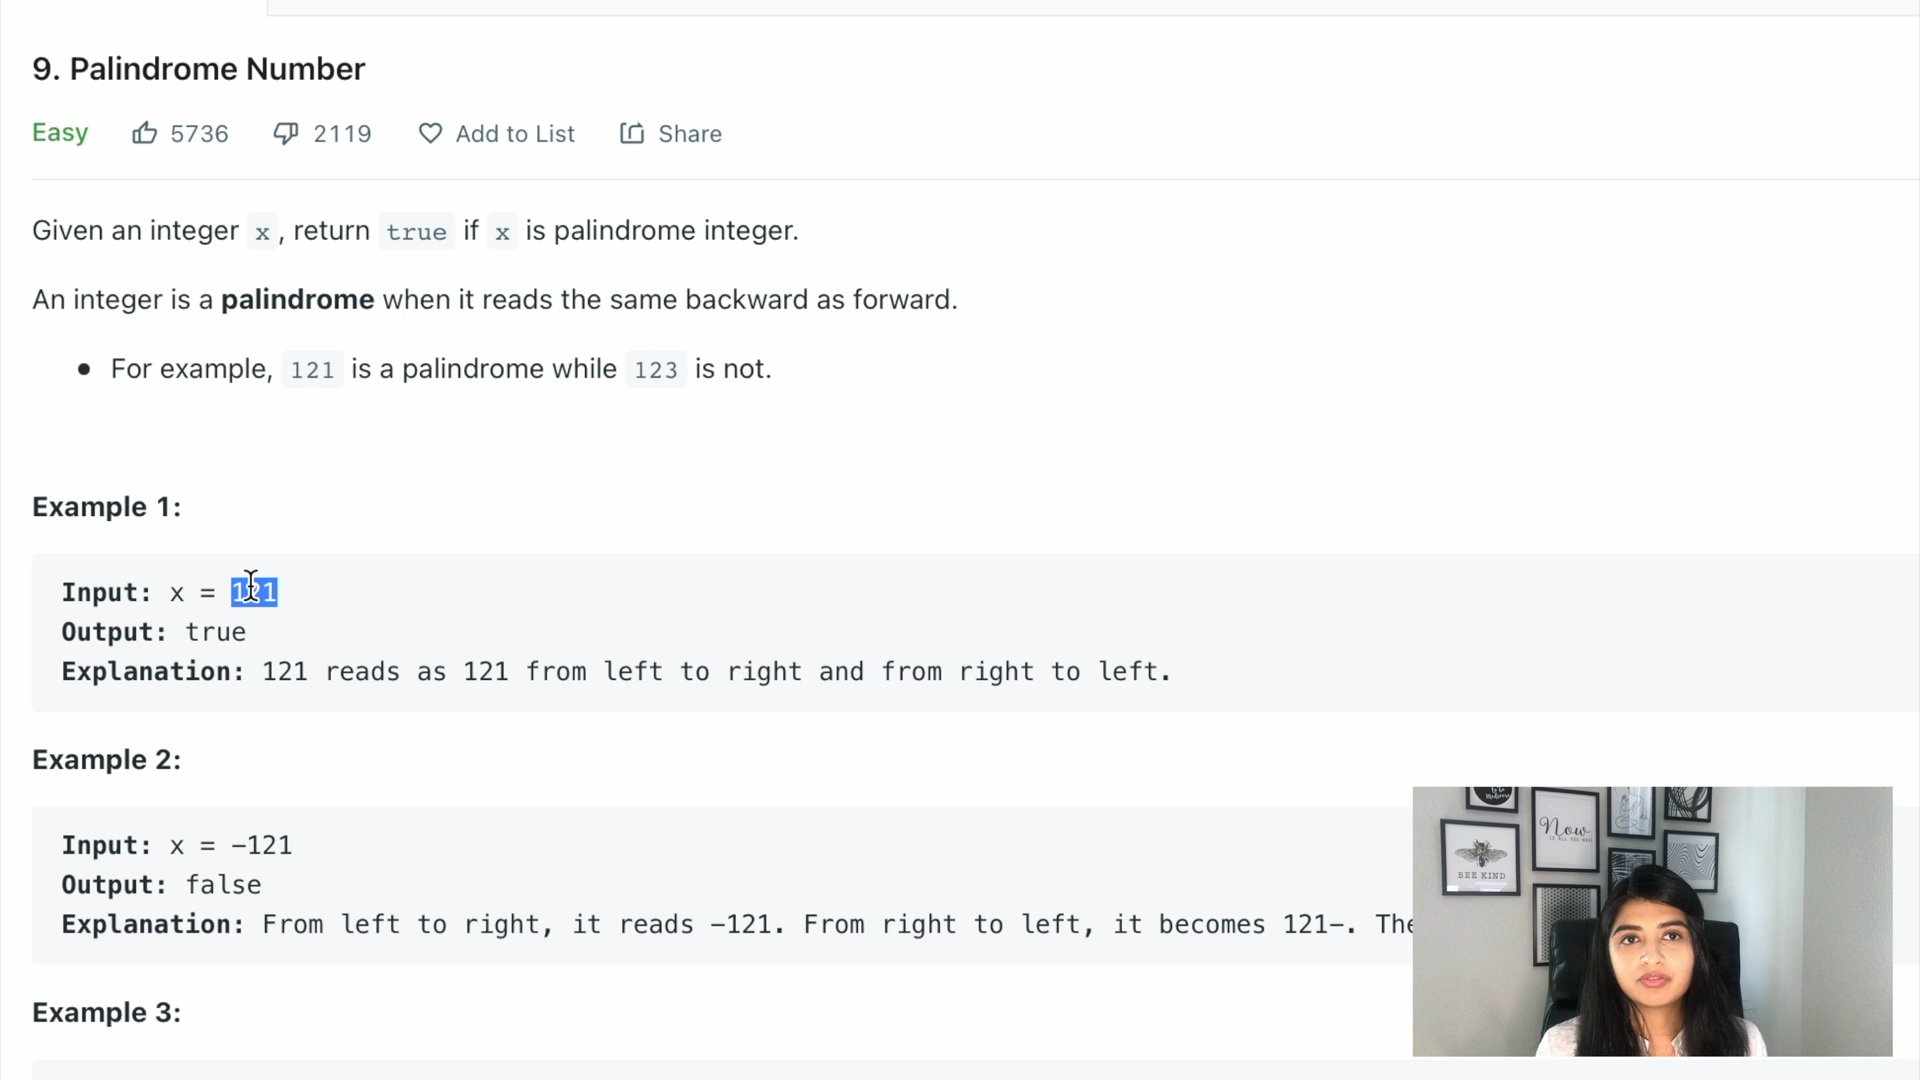 9. Palindrome Number
Easy 5736 2119 Add to List Share
Given an integer x, return true if x is palindrome integer.
An integer is a palindrome when it reads the same backward as forward.
• For example, 121 is a palindrome while 123 is not.
Example 1:
Input: x = 121
Output: true
Explanation: 121 reads as 121 from left to right and from right to left.
Example 2:
Input: x = -121
Output: false
Explanation: From left to right, it reads -121. From right to left, it becomes 121-. The
Now
BEE KIND
Example 3: